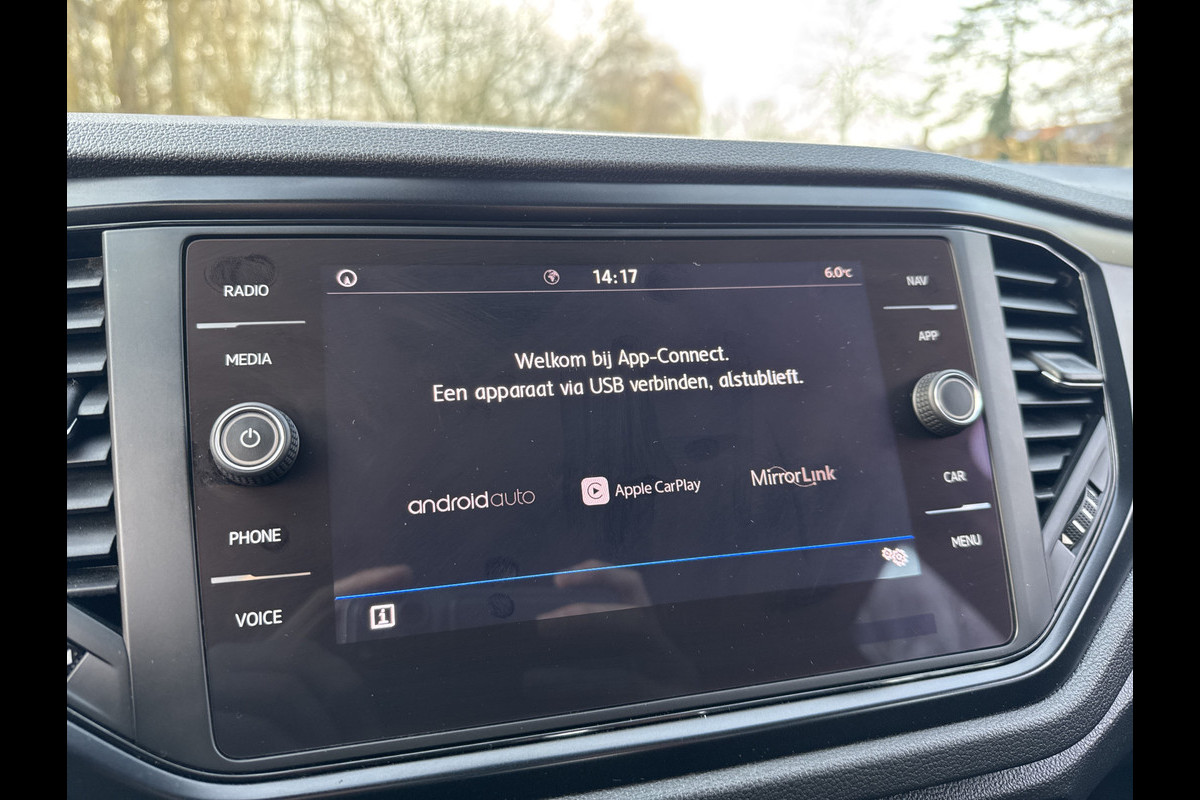 RADIO
MEDIA
PHONE
VOICE
14:17
6.0°C
Welkom bij App-Connect.
Een apparaat via USB verbinden, alstublieft.
androidauto
Apple CarPlay
MirrorLink
i
NAV
APP
CAR
MENU